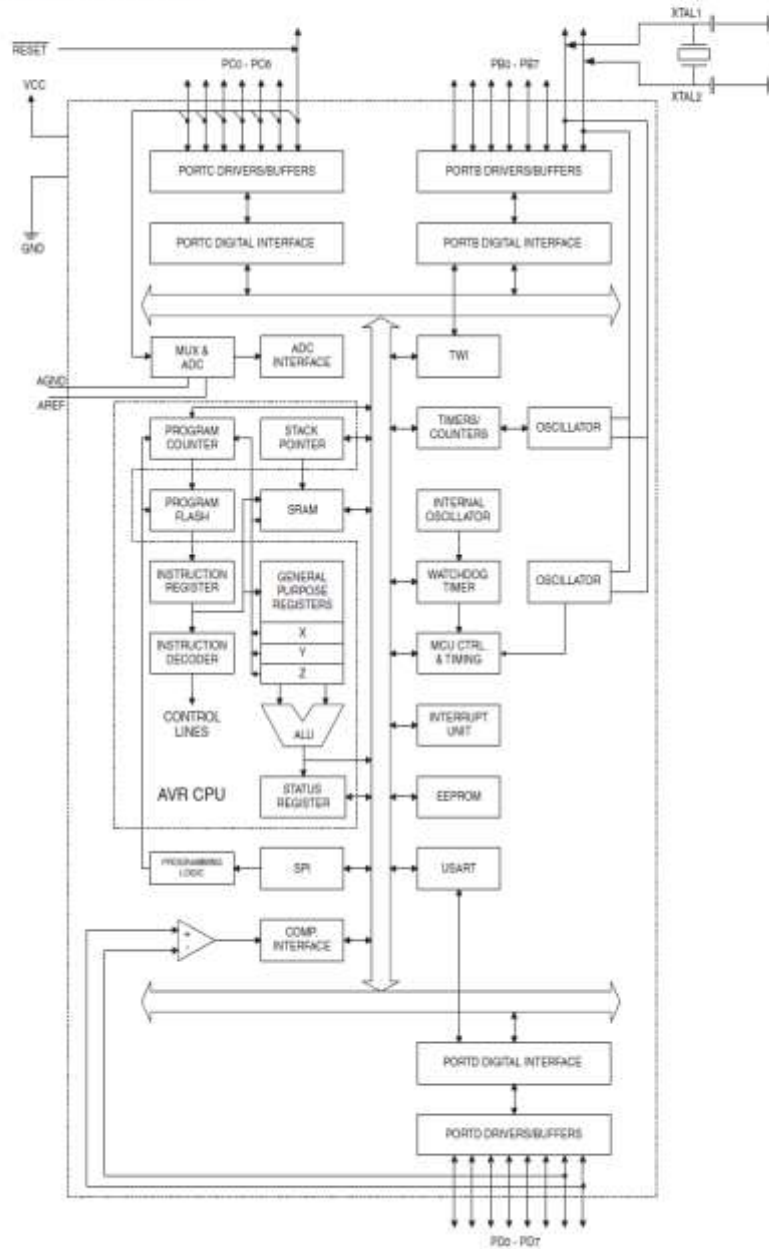 XTAL1
RESET
PC0 - PC6
PB0 - PB7
VCC
XTAL2
PORTC DRIVERS/BUFFERS
PORTB DRIVERS/BUFFERS
GND
PORTC DIGITAL INTERFACE
PORTB DIGITAL INTERFACE
MUX &
ADC
ADC
INTERFACE
TWI
AGND
AREF
PROGRAM
COUNTER
STACK
POINTER
TIMERS/
COUNTERS
OSCILLATOR
PROGRAM
FLASH
SRAM
INTERNAL
OSCILLATOR
INSTRUCTION
REGISTER
GENERAL
PURPOSE
REGISTERS
WATCHDOG
TIMER
OSCILLATOR
X
INSTRUCTION
DECODER
Y
MCU CTRL.
& TIMING
Z
CONTROL
LINES
ALU
INTERRUPT
UNIT
AVR CPU
STATUS
REGISTER
EEPROM
PROGRAMMING
LOGIC
SPI
USART
+
-
COMP.
INTERFACE
PORTD DIGITAL INTERFACE
PORTD DRIVERS/BUFFERS
PD0 - PD7